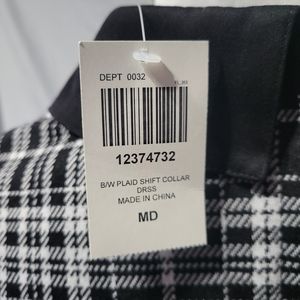 DEPT 0032
12374732
B/W PLAID SHIFT COLLAR
DRSS
MADE IN CHINA
MD